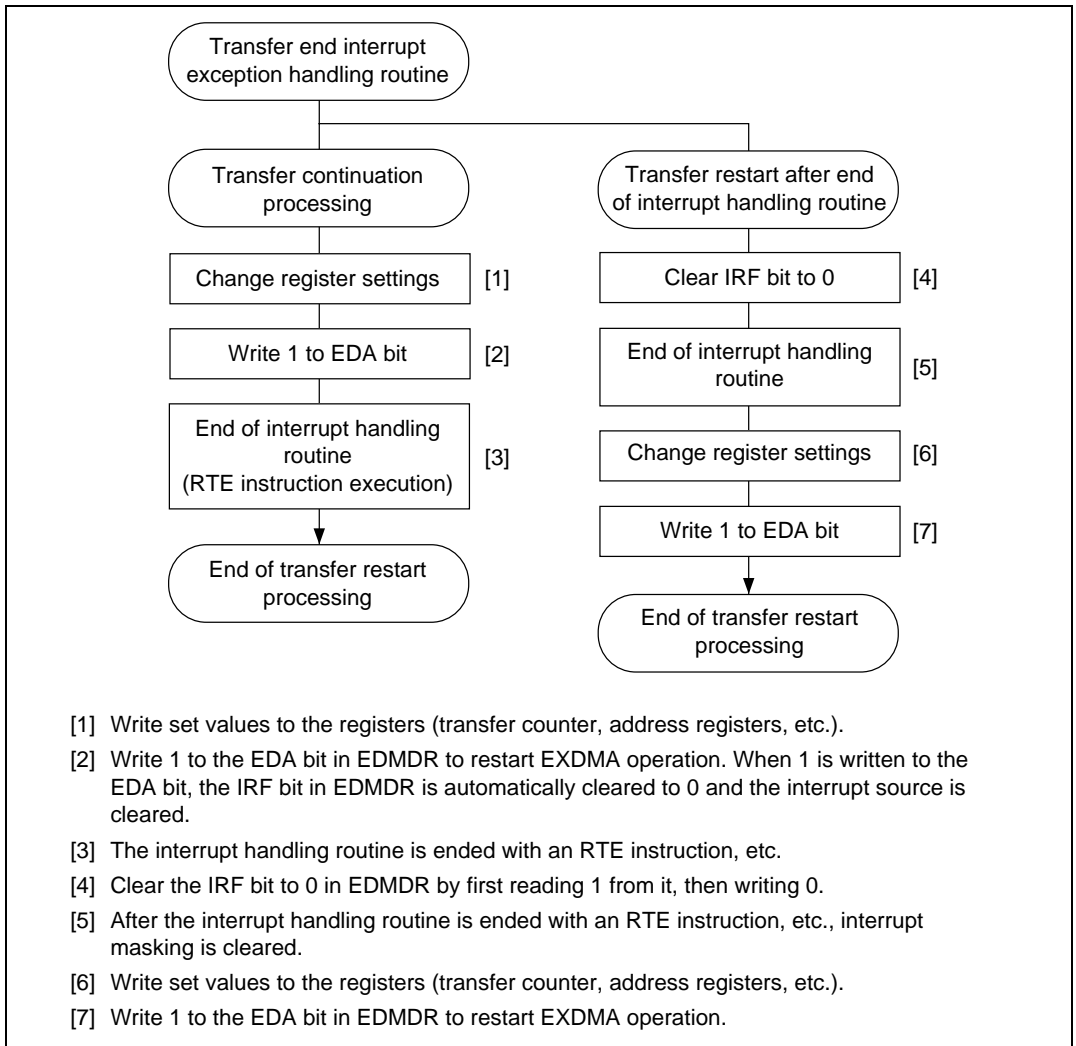 Transfer end interrupt
exception handling routine
Transfer continuation
processing
Change register settings [1]
Write 1 to EDA bit [2]
End of interrupt handling
routine
(RTE instruction execution) [3]
End of transfer restart
processing
Transfer restart after end
of interrupt handling routine
Clear IRF bit to 0 [4]
End of interrupt handling
routine [5]
Change register settings [6]
Write 1 to EDA bit [7]
End of transfer restart
processing
[1] Write set values to the registers (transfer counter, address registers, etc.).
[2] Write 1 to the EDA bit in EDMDR to restart EXDMA operation. When 1 is written to the
EDA bit, the IRF bit in EDMDR is automatically cleared to 0 and the interrupt source is
cleared.
[3] The interrupt handling routine is ended with an RTE instruction, etc.
[4] Clear the IRF bit to 0 in EDMDR by first reading 1 from it, then writing 0.
[5] After the interrupt handling routine is ended with an RTE instruction, etc., interrupt
masking is cleared.
[6] Write set values to the registers (transfer counter, address registers, etc.).
[7] Write 1 to the EDA bit in EDMDR to restart EXDMA operation.